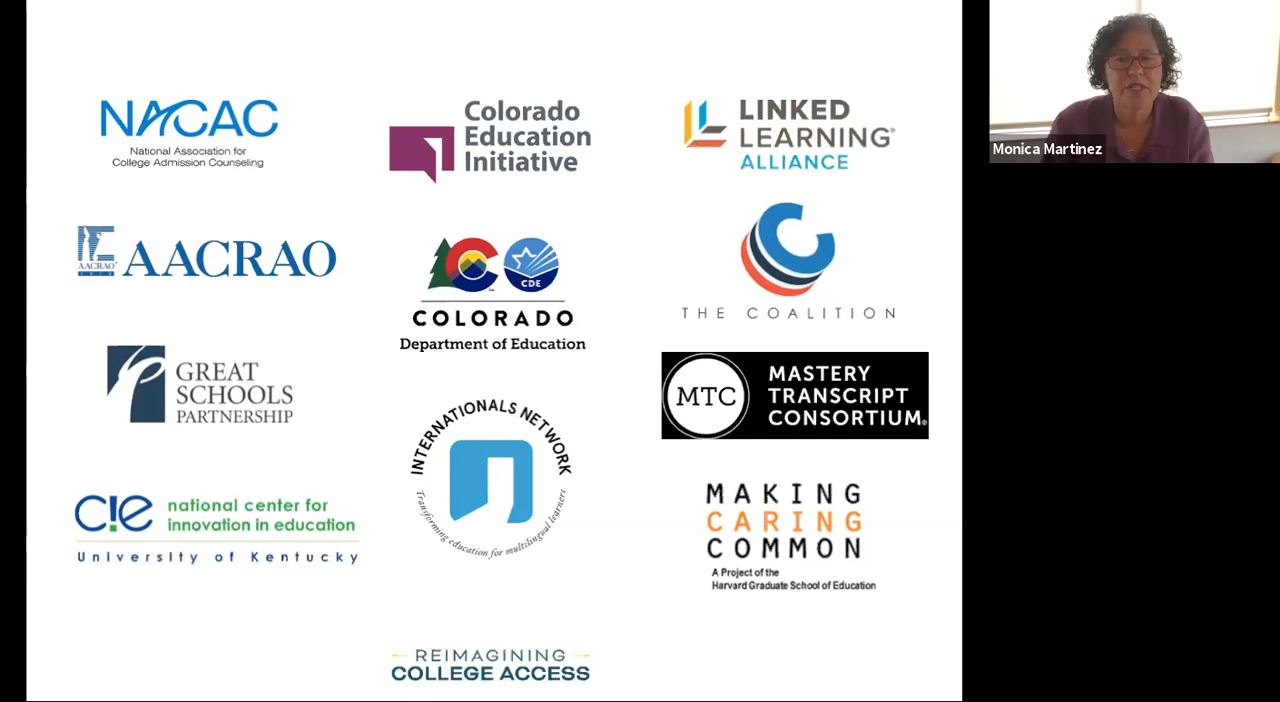 NACAC
National Association for
College Admission Counseling
Colorado
Education
Initiative
LINKED
LEARNING®
ALLIANCE
AACRAO®
AACRAO
CDE
COLORADO
Department of Education
THE COALITION
GREAT
SCHOOLS
PARTNERSHIP
INTERNATIONALS NETWORK
Transforming education for multilingual learners
MTC
MASTERY
TRANSCRIPT
CONSORTIUM®
c!e
national center for
innovation in education
University of Kentucky
MAKING
CARING
COMMON
A Project of the
Harvard Graduate School of Education
REIMAGINING
COLLEGE ACCESS
Monica Martinez